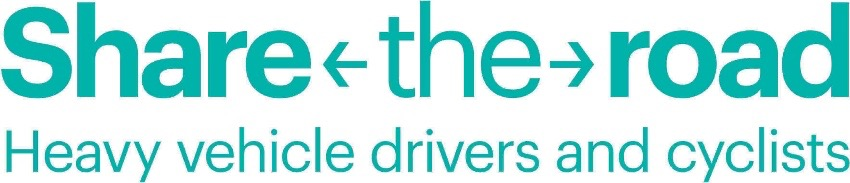 Share←the→road
Heavy vehicle drivers and cyclists